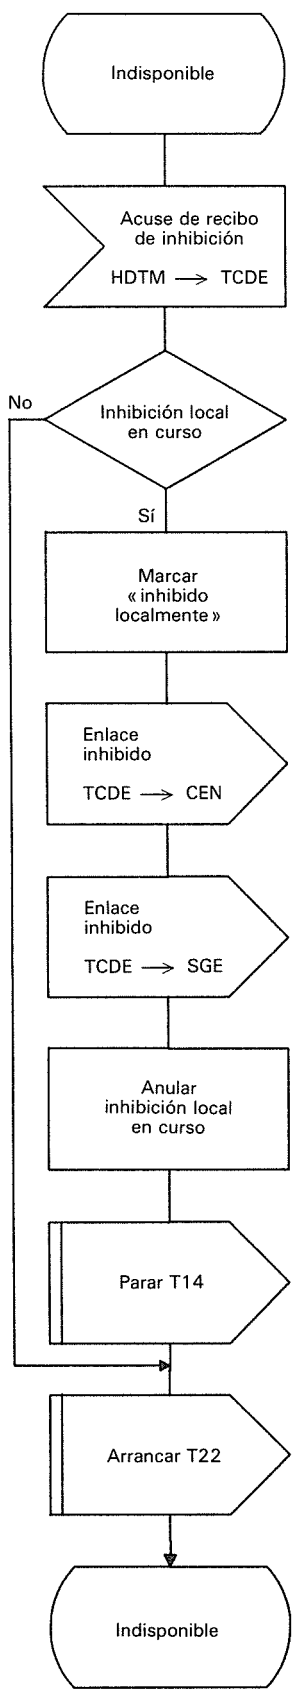 Indisponible
Acuse de recibo
de inhibición
HDTM → TCDE
No
Inhibición local
en curso
Sí
Marcar
« inhibido
localmente »
Enlace
inhibido
TCDE → CEN
Enlace
inhibido
TCDE → SGE
Anular
inhibición local
en curso
Parar T14
Arrancar T22
Indisponible